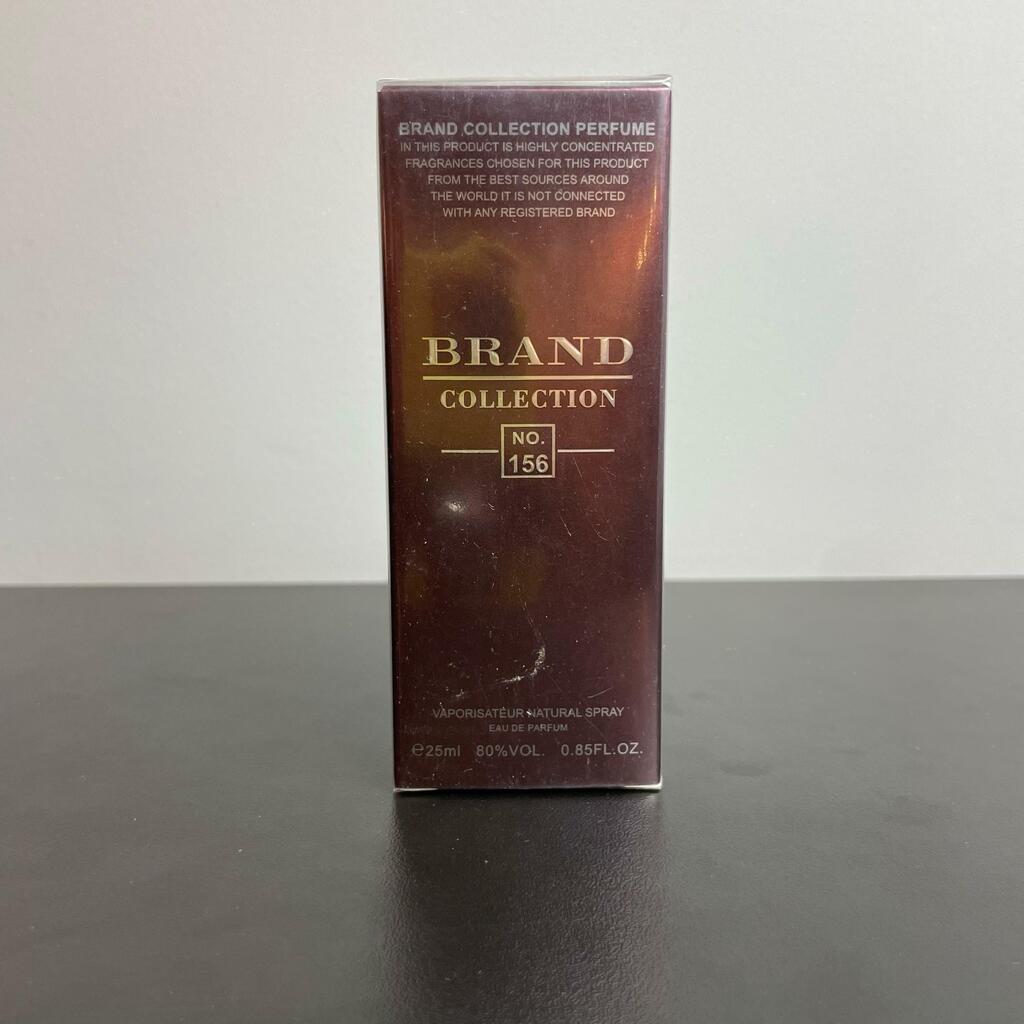 BRAND COLLECTION PERFUME
IN THIS PRODUCT IS HIGHLY CONCENTRATED
FRAGRANCES CHOSEN FOR THIS PRODUCT
FROM THE BEST SOURCES AROUND
THE WORLD IT IS NOT CONNECTED
WITH ANY REGISTERED BRAND
BRAND
COLLECTION
NO.
156
VAPORISATEUR NATURAL SPRAY
EAU DE PARFUM
℮25ml 80%VOL. 0.85FL.OZ.